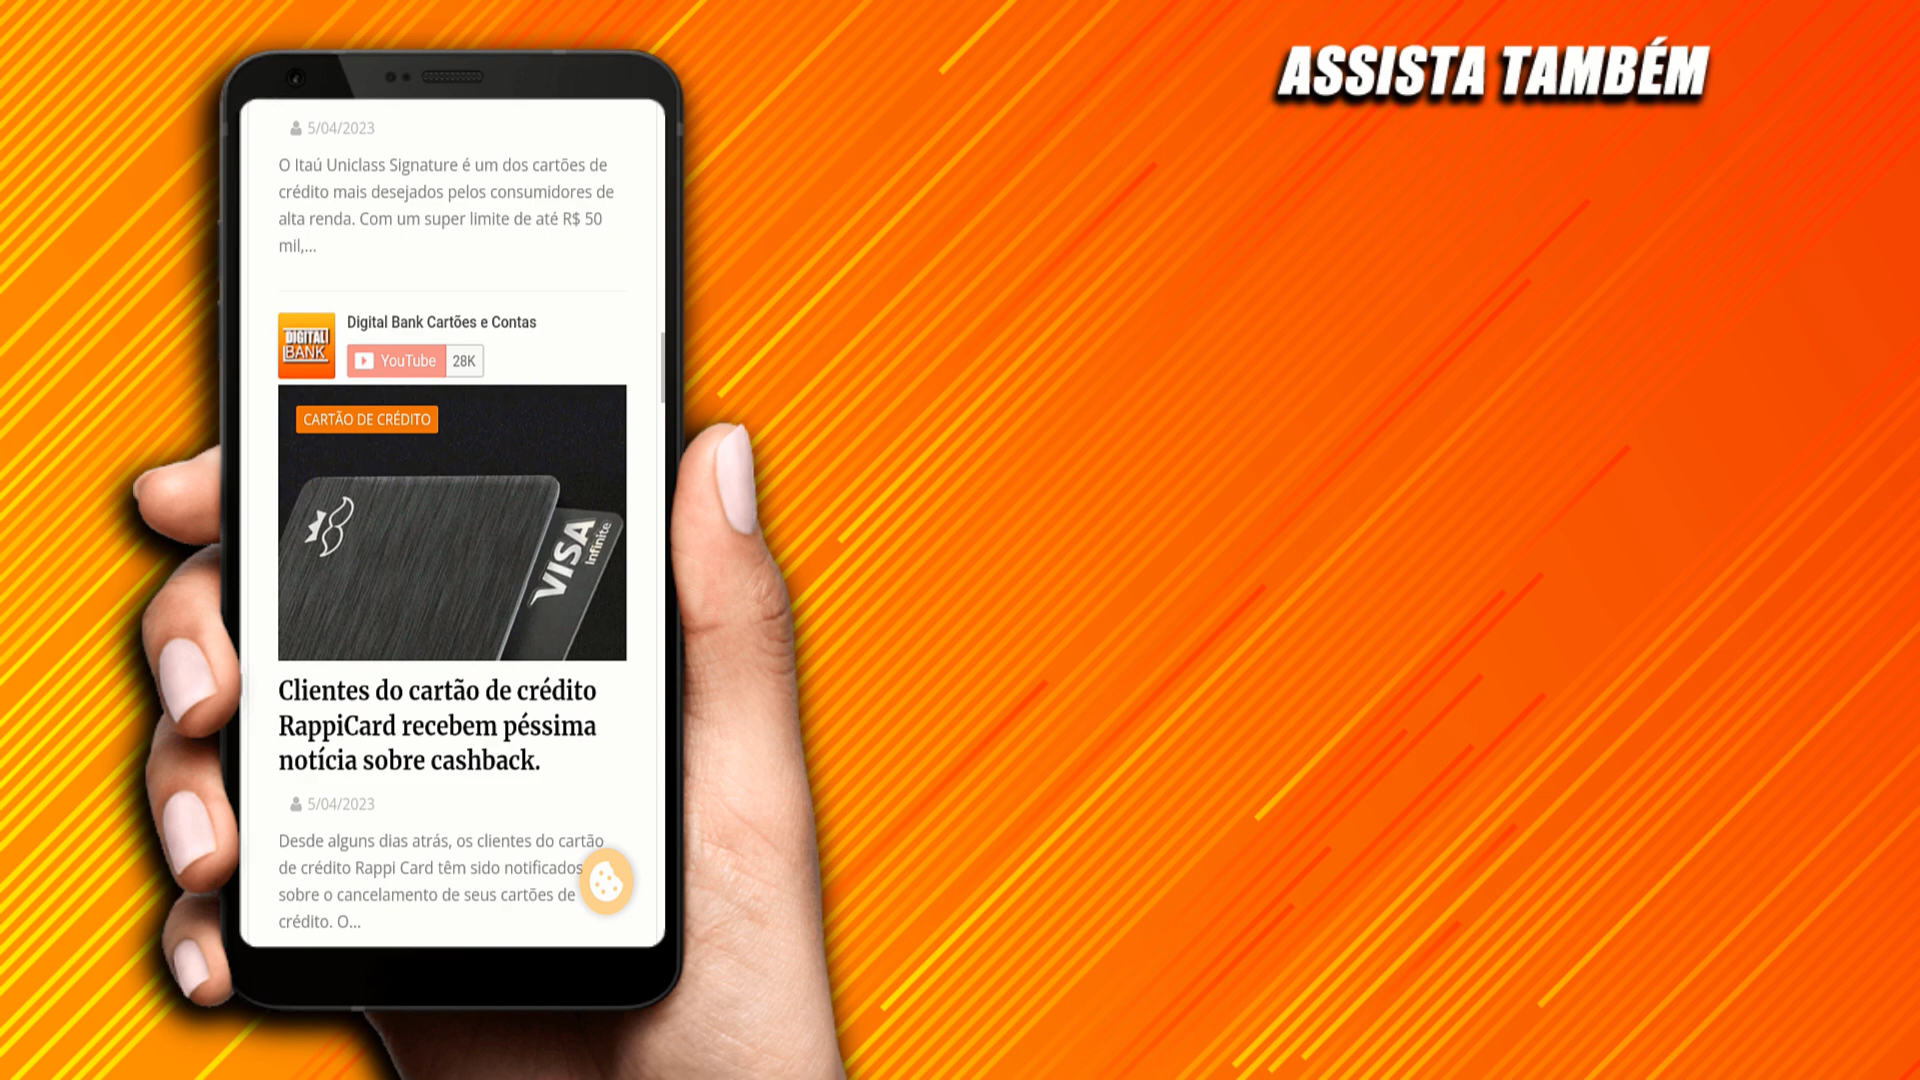 ASSISTA TAMBÉM
5/04/2023
O Itaú Uniclass Signature é um dos cartões de
crédito mais desejados pelos consumidores de
alta renda. Com um super limite de até R$ 50
mil,...
DIGITAL
BANK
Digital Bank Cartões e Contas
YouTube 28K
CARTÃO DE CRÉDITO
VISA
Infinite
Clientes do cartão de crédito
RappiCard recebem péssima
notícia sobre cashback.
5/04/2023
Desde alguns dias atrás, os clientes do cartão
de crédito Rappi Card têm sido notificados
sobre o cancelamento de seus cartões de
crédito. O...